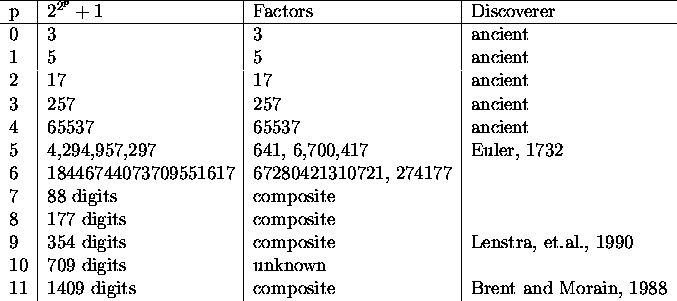 p 2^{2^p} + 1 Factors Discoverer
0 3 3 ancient
1 5 5 ancient
2 17 17 ancient
3 257 257 ancient
4 65537 65537 ancient
5 4,294,957,297 641, 6,700,417 Euler, 1732
6 18446744073709551617 67280421310721, 274177
7 88 digits composite
8 177 digits composite
9 354 digits composite Lenstra, et.al., 1990
10 709 digits unknown
11 1409 digits composite Brent and Morain, 1988